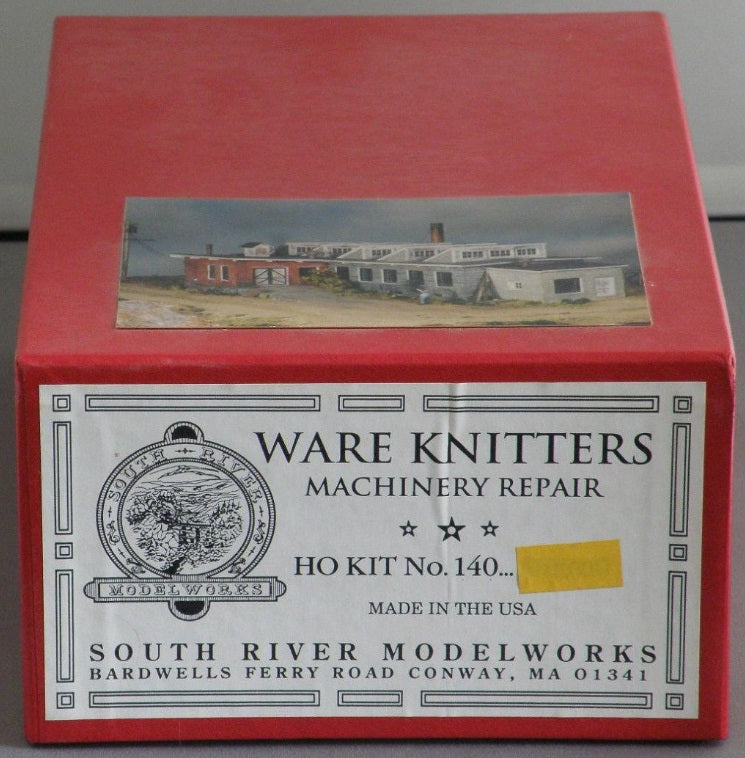 WARE KNITTERS
MACHINERY REPAIR
HO KIT No. 140...
MADE IN THE USA
SOUTH RIVER
MODELWORKS
SOUTH RIVER MODELWORKS
BARDWELLS FERRY ROAD CONWAY, MA 01341